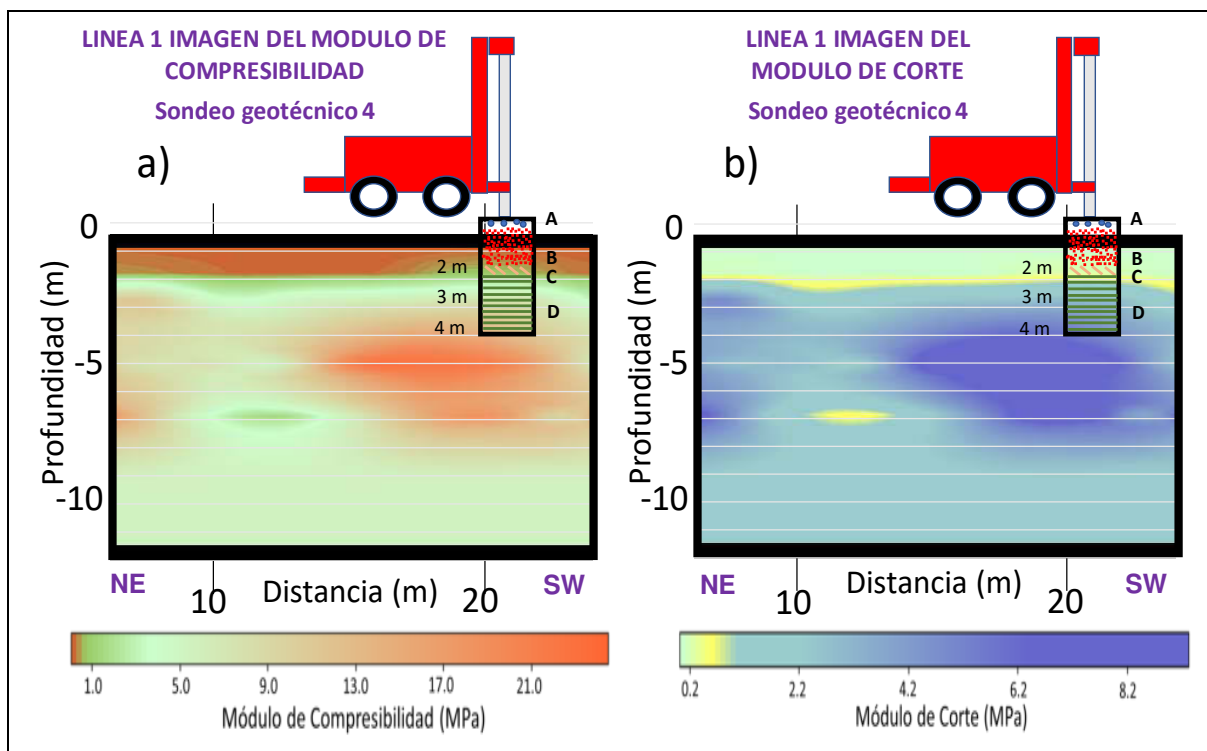 LINEA 1 IMAGEN DEL MODULO DE
COMPRESIBILIDAD
Sondeo geotécnico 4
a)
0
-5
-10
Profundidad (m)
A
B
C
D
2 m
3 m
4 m
NE
10
Distancia (m)
20
SW
1.0 5.0 9.0 13.0 17.0 21.0
Módulo de Compresibilidad (MPa)
LINEA 1 IMAGEN DEL
MODULO DE CORTE
Sondeo geotécnico 4
b)
0
-5
-10
Profundidad (m)
A
B
C
D
2 m
3 m
4 m
NE
10
Distancia (m)
20
SW
0.2 2.2 4.2 6.2 8.2
Módulo de Corte (MPa)